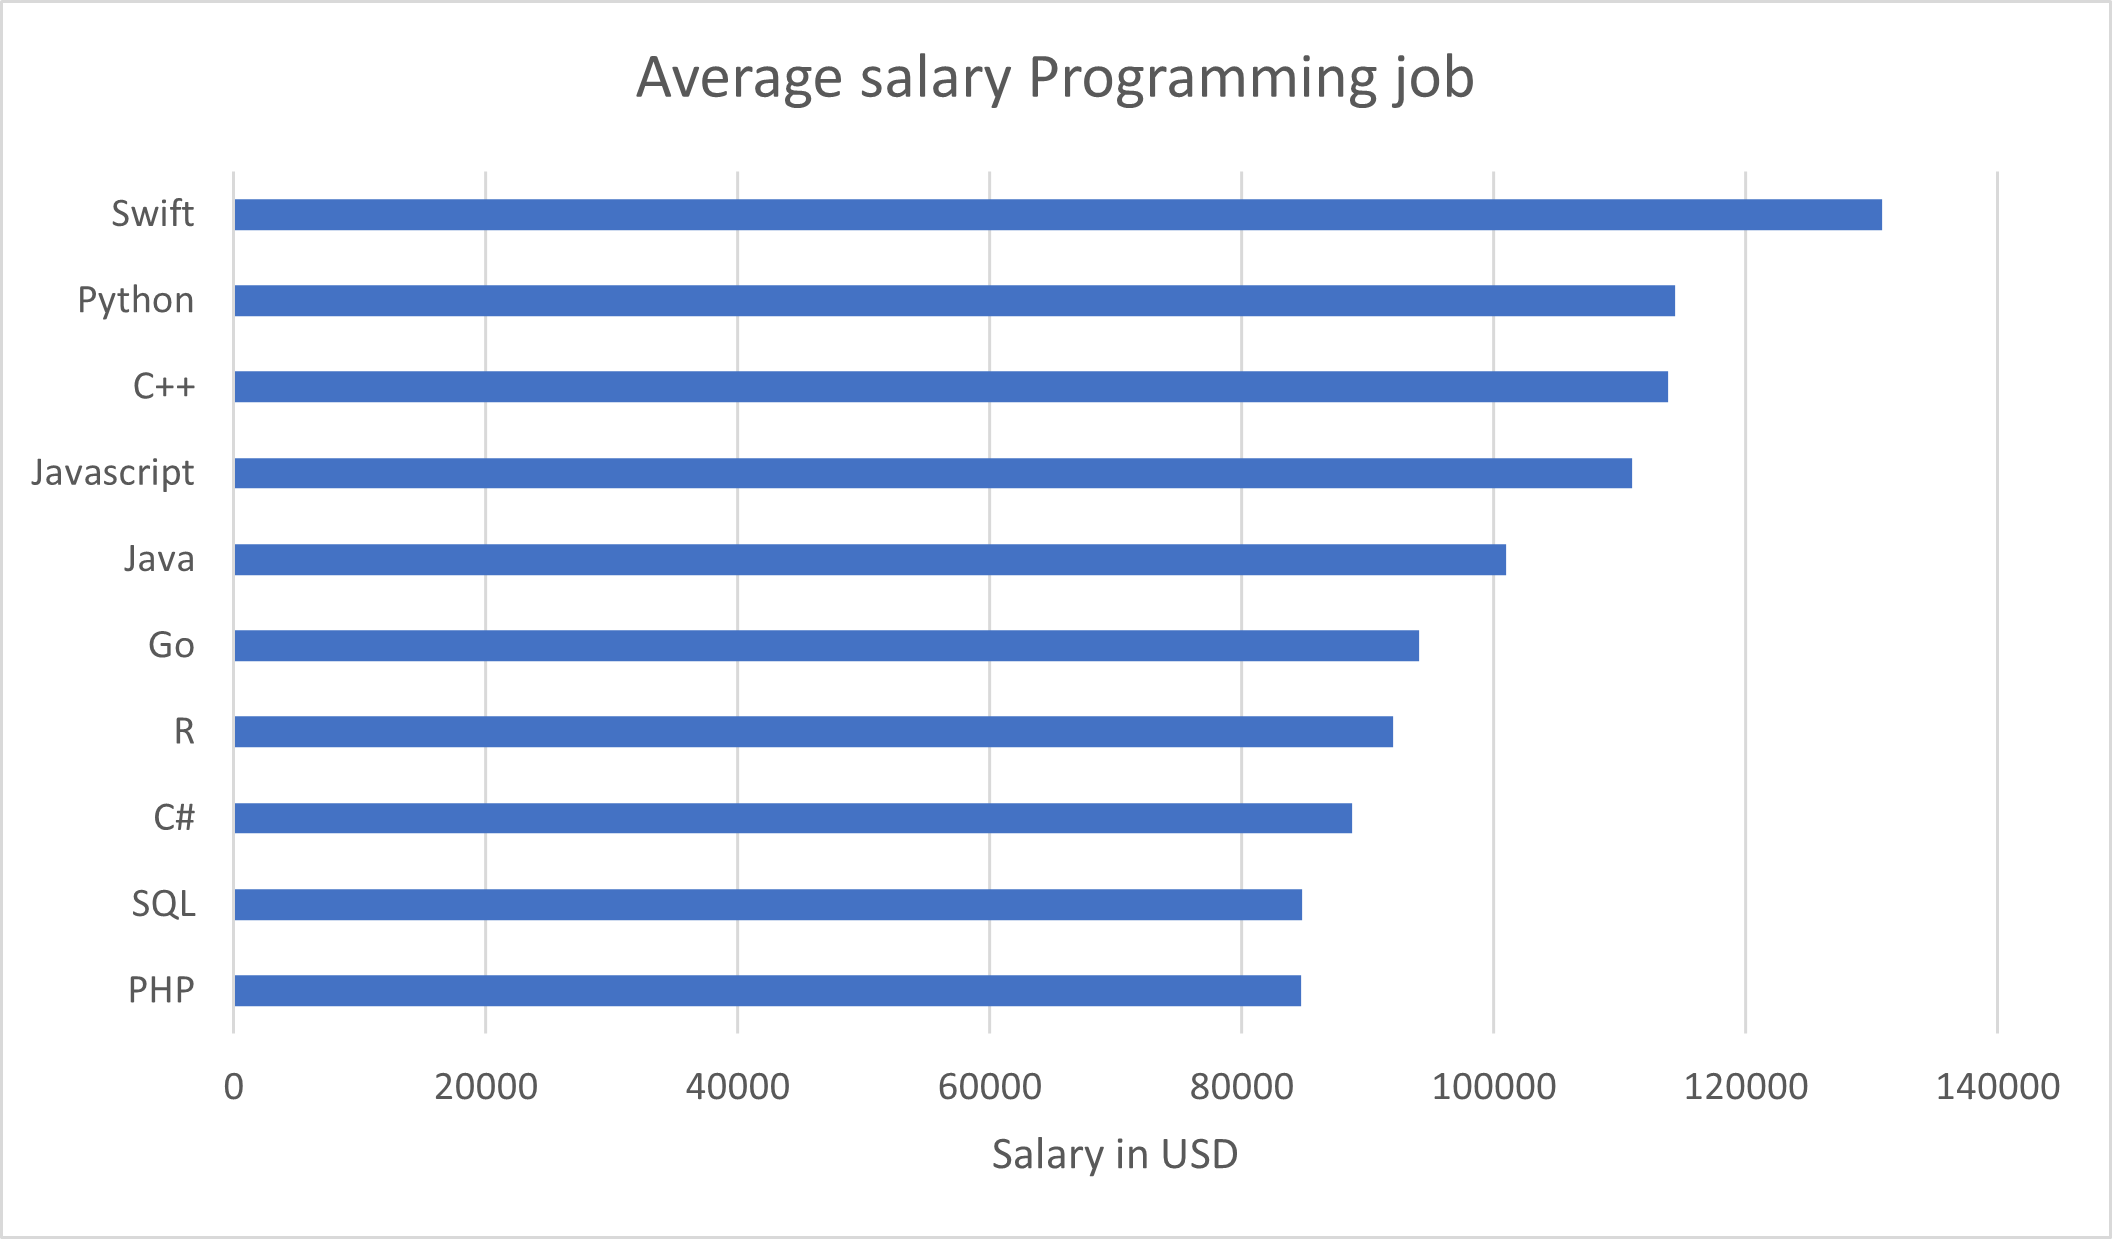 Average salary Programming job
Swift
Python
C++
Javascript
Java
Go
R
C#
SQL
PHP
0 20000 40000 60000 80000 100000 120000 140000
Salary in USD